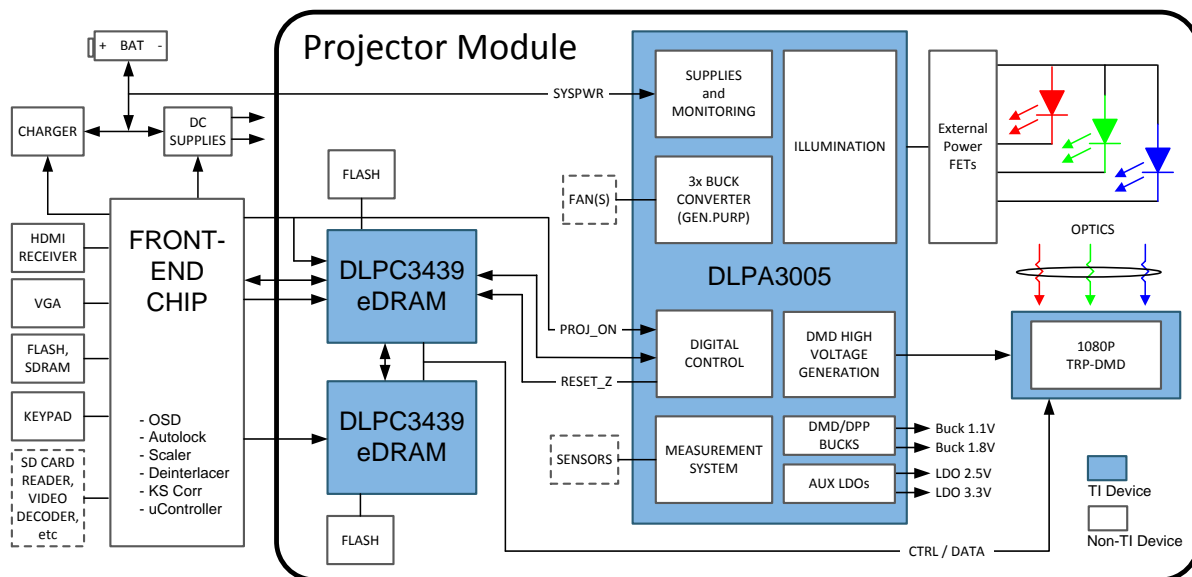 Projector Module
+ BAT -
CHARGER
DC
SUPPLIES
SYSPWR
SUPPLIES
and
MONITORING
ILLUMINATION
External
Power
FETs
FLASH
FAN(S)
3x BUCK
CONVERTER
(GEN.PURP)
HDMI
RECEIVER
VGA
FLASH,
SDRAM
KEYPAD
SD CARD
READER,
VIDEO
DECODER,
etc
FRONT-
END
CHIP
- OSD
- Autolock
- Scaler
- Deinterlacer
- KS Corr
- uController
DLPC3439
eDRAM
DLPC3439
eDRAM
FLASH
DLPA3005
OPTICS
PROJ_ON
RESET_Z
DIGITAL
CONTROL
DMD HIGH
VOLTAGE
GENERATION
1080P
TRP-DMD
SENSORS
MEASUREMENT
SYSTEM
DMD/DPP
BUCKS
AUX LDOs
Buck 1.1V
Buck 1.8V
LDO 2.5V
LDO 3.3V
CTRL / DATA
TI Device
Non-TI Device